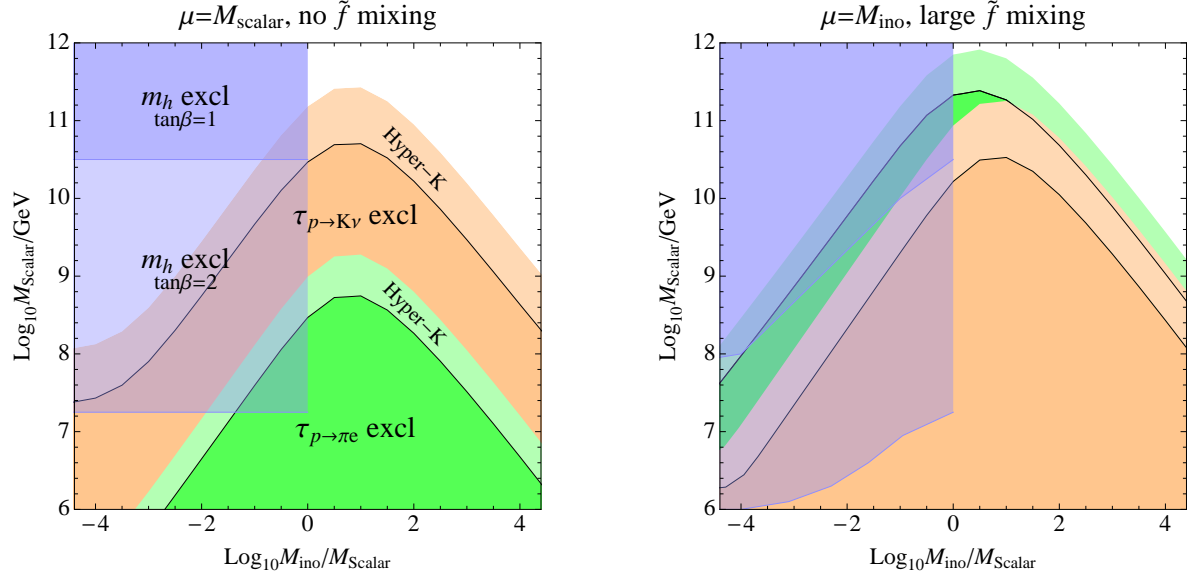 μ=M_scalar, no f̃ mixing
12
11
10
9
8
7
6
Log₁₀M_Scalar/GeV
m_h excl
tanβ=1
m_h excl
tanβ=2
Hyper−K
τ_p→Kν excl
Hyper−K
τ_p→πe excl
−4 −2 0 2 4
Log₁₀M_ino/M_Scalar
μ=M_ino, large f̃ mixing
12
11
10
9
8
7
6
Log₁₀M_Scalar/GeV
−4 −2 0 2 4
Log₁₀M_ino/M_Scalar